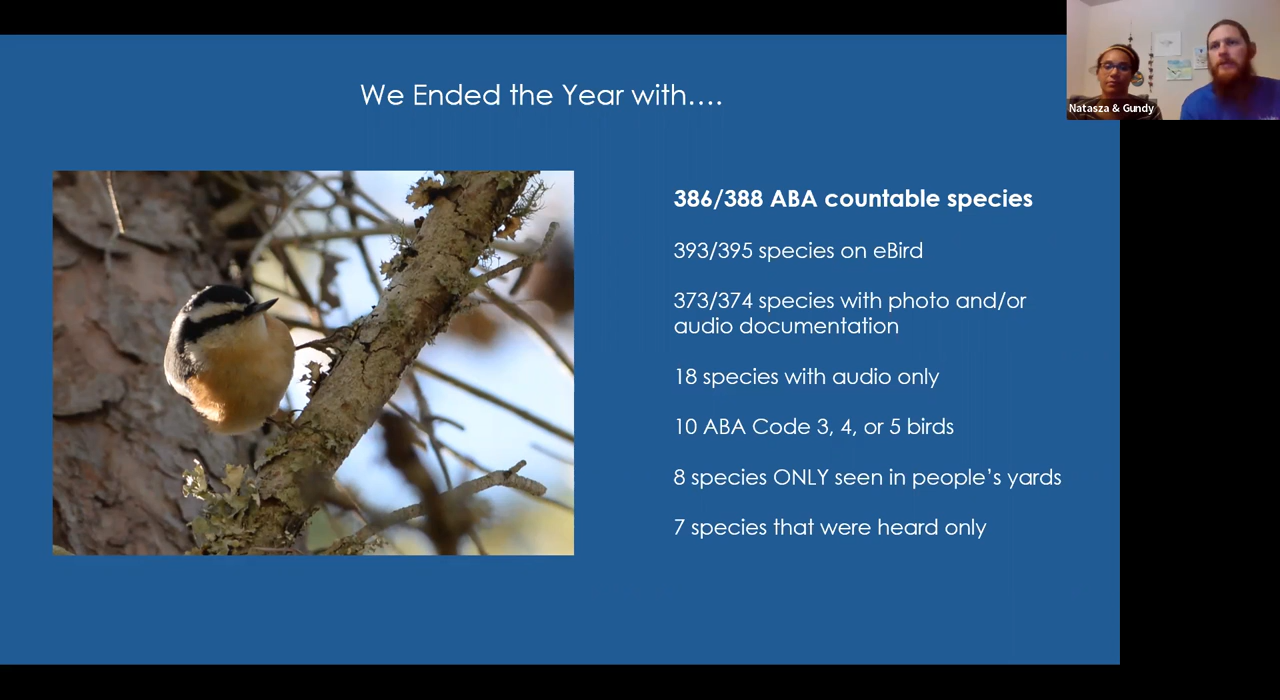 We Ended the Year with....
Natasza & Gundy
386/388 ABA countable species
393/395 species on eBird
373/374 species with photo and/or
audio documentation
18 species with audio only
10 ABA Code 3, 4, or 5 birds
8 species ONLY seen in people's yards
7 species that were heard only